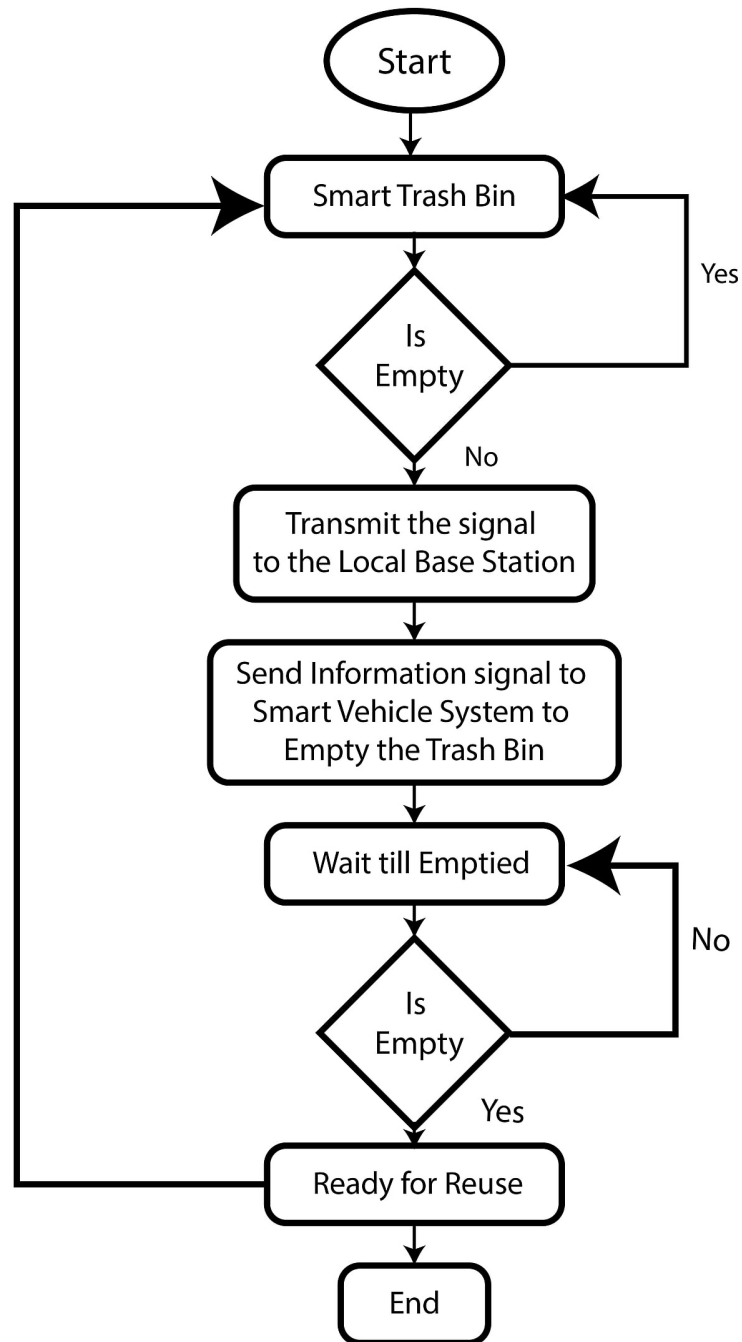 Start
Smart Trash Bin
Yes
Is
Empty
No
Transmit the signal
to the Local Base Station
Send Information signal to
Smart Vehicle System to
Empty the Trash Bin
Wait till Emptied
No
Is
Empty
Yes
Ready for Reuse
End